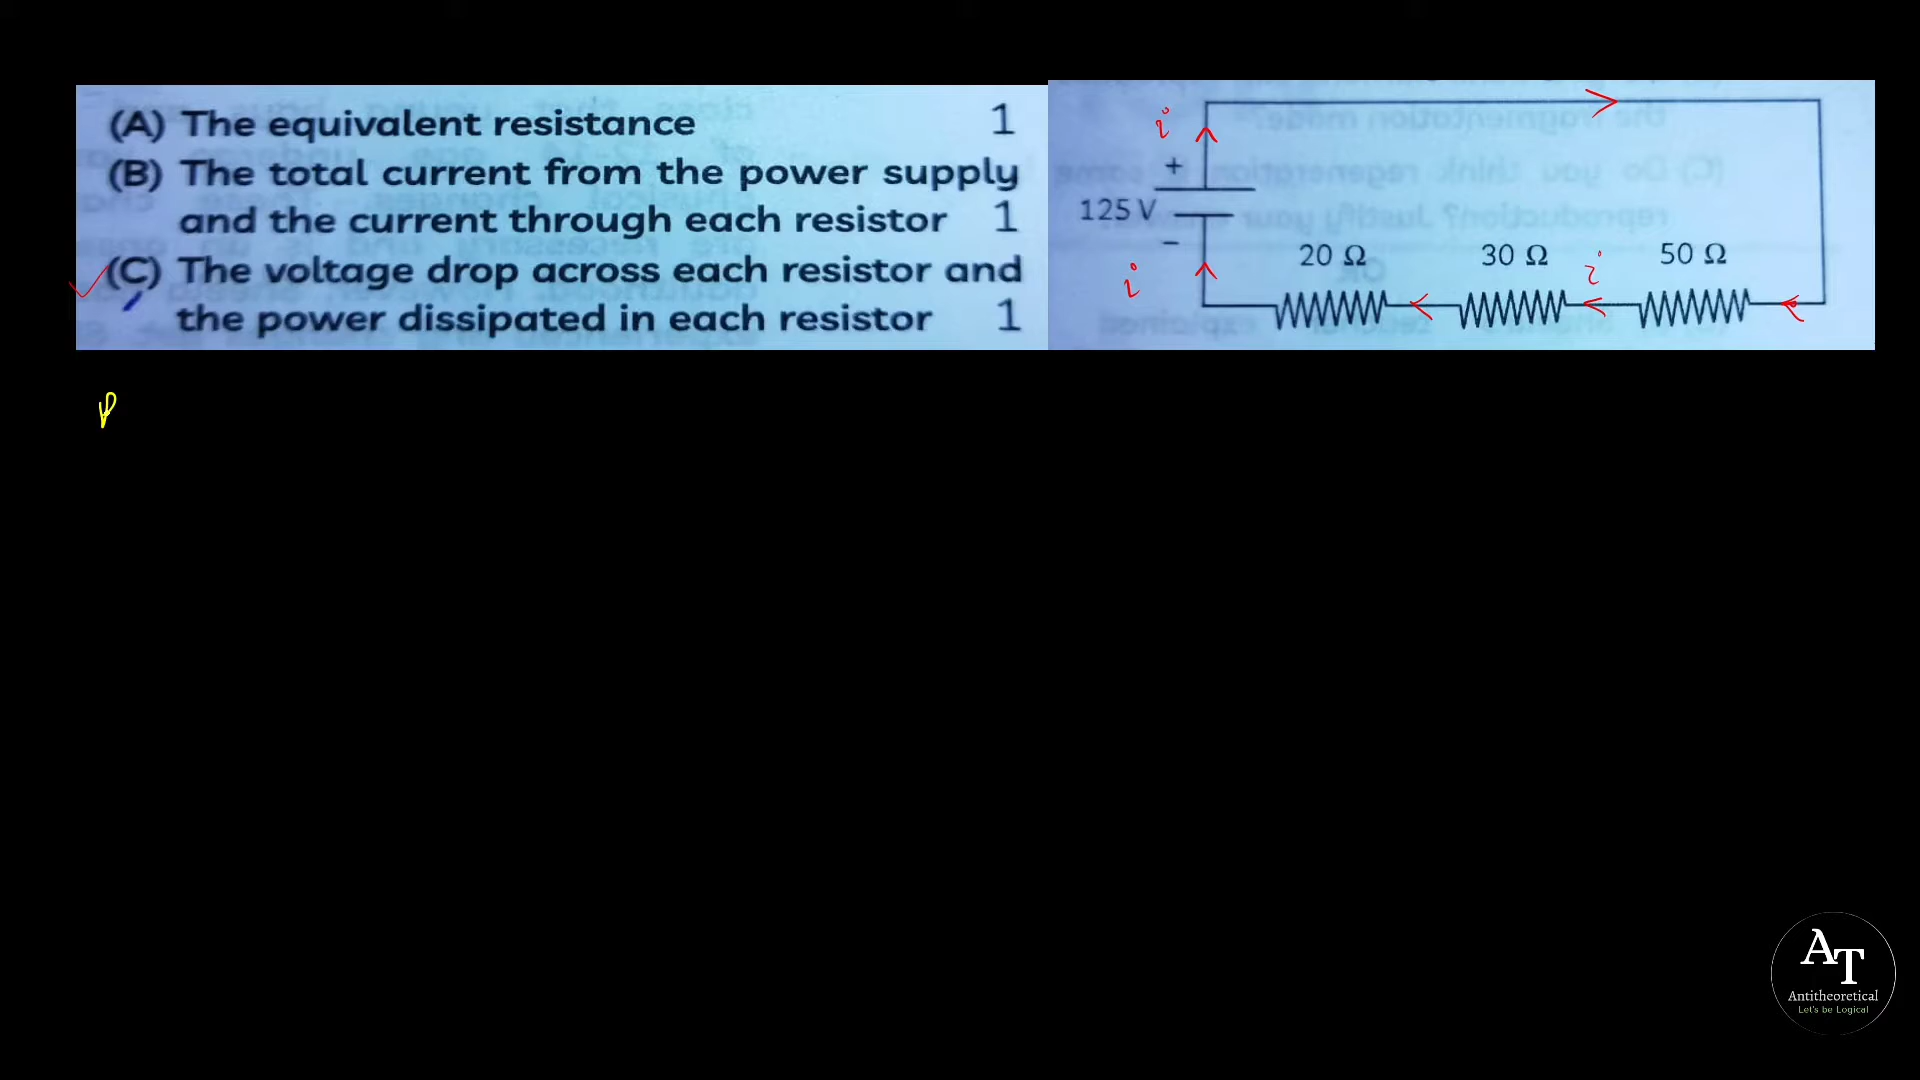 (A) The equivalent resistance 1
(B) The total current from the power supply
and the current through each resistor 1
(C) The voltage drop across each resistor and
the power dissipated in each resistor 1
i
+
125 V
−
i
20 Ω
30 Ω
i
50 Ω
P
AT
Antitheoretical
Let's be Logical